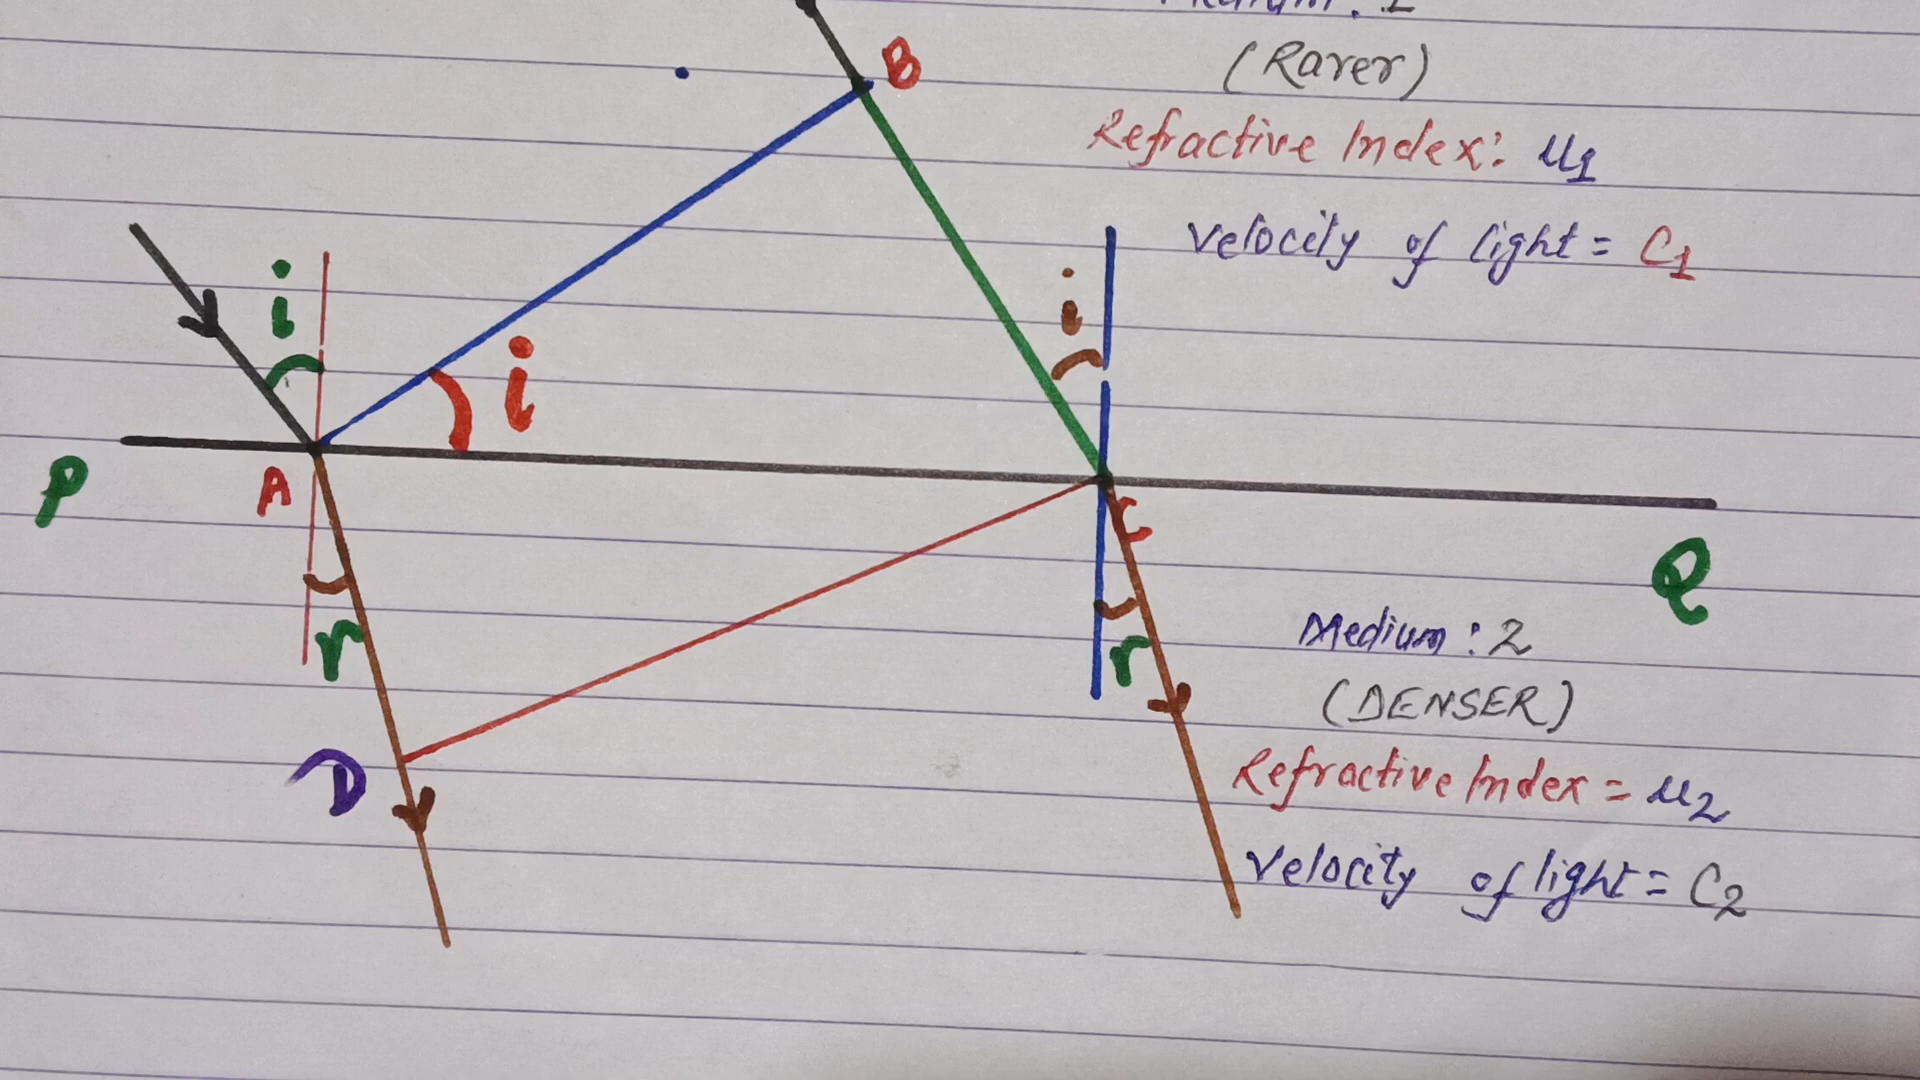 B
(Rarer)
Refractive Index: μ1
Velocity of light = C1
i
i
i
P
A
C
Q
r
r
D
Medium : 2
(DENSER)
Refractive Index = μ2
Velocity of light = C2